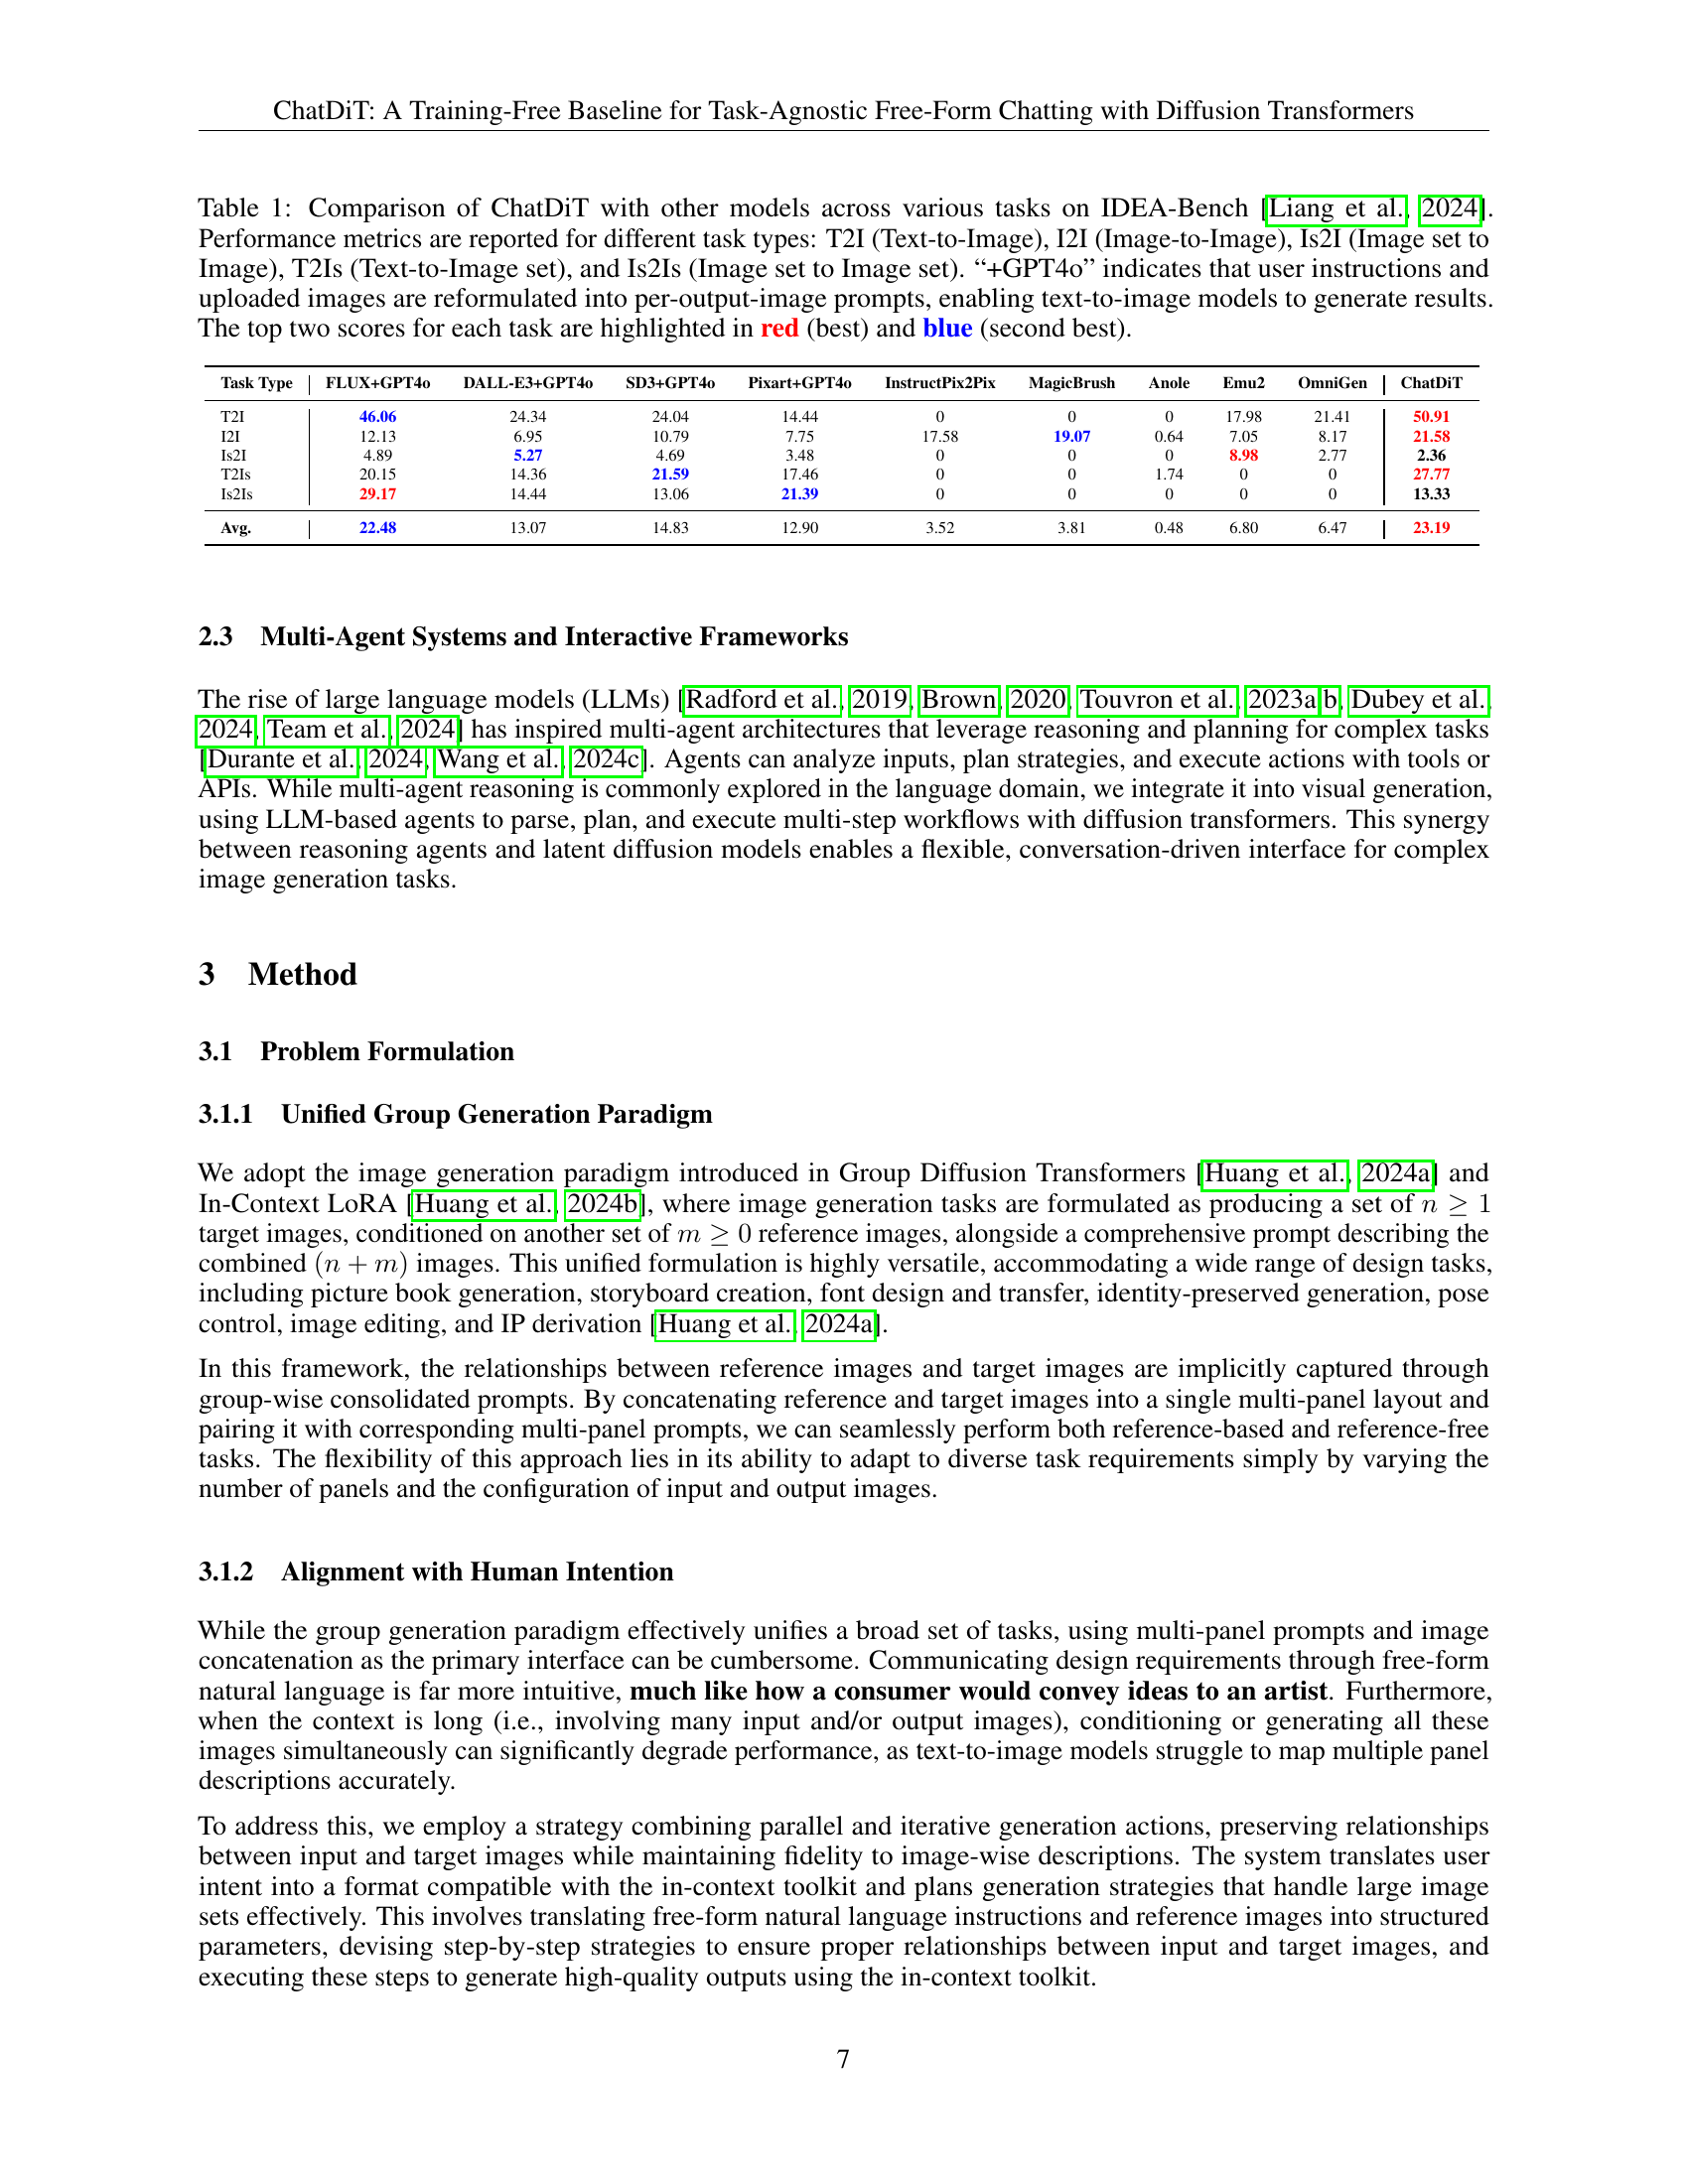 ChatDiT: A Training-Free Baseline for Task-Agnostic Free-Form Chatting with Diffusion Transformers
Table 1: Comparison of ChatDiT with other models across various tasks on IDEA-Bench [Liang et al., 2024].
Performance metrics are reported for different task types: T2I (Text-to-Image), I2I (Image-to-Image), Is2I (Image set to
Image), T2Is (Text-to-Image set), and Is2Is (Image set to Image set). “+GPT4o” indicates that user instructions and
uploaded images are reformulated into per-output-image prompts, enabling text-to-image models to generate results.
The top two scores for each task are highlighted in red (best) and blue (second best).
Task Type FLUX+GPT4o DALL-E3+GPT4o SD3+GPT4o Pixart+GPT4o InstructPix2Pix MagicBrush Anole Emu2 OmniGen ChatDiT
T2I 46.06 24.34 24.04 14.44 0 0 0 17.98 21.41 50.91
I2I 12.13 6.95 10.79 7.75 17.58 19.07 0.64 7.05 8.17 21.58
Is2I 4.89 5.27 4.69 3.48 0 0 0 8.98 2.77 2.36
T2Is 20.15 14.36 21.59 17.46 0 0 1.74 0 0 27.77
Is2Is 29.17 14.44 13.06 21.39 0 0 0 0 0 13.33
Avg. 22.48 13.07 14.83 12.90 3.52 3.81 0.48 6.80 6.47 23.19
2.3 Multi-Agent Systems and Interactive Frameworks
The rise of large language models (LLMs) [Radford et al., 2019, Brown, 2020, Touvron et al., 2023a,b, Dubey et al.,
2024, Team et al., 2024] has inspired multi-agent architectures that leverage reasoning and planning for complex tasks
[Durante et al., 2024, Wang et al., 2024c]. Agents can analyze inputs, plan strategies, and execute actions with tools or
APIs. While multi-agent reasoning is commonly explored in the language domain, we integrate it into visual generation,
using LLM-based agents to parse, plan, and execute multi-step workflows with diffusion transformers. This synergy
between reasoning agents and latent diffusion models enables a flexible, conversation-driven interface for complex
image generation tasks.
3 Method
3.1 Problem Formulation
3.1.1 Unified Group Generation Paradigm
We adopt the image generation paradigm introduced in Group Diffusion Transformers [Huang et al., 2024a] and
In-Context LoRA [Huang et al., 2024b], where image generation tasks are formulated as producing a set of n ≥ 1
target images, conditioned on another set of m ≥ 0 reference images, alongside a comprehensive prompt describing the
combined (n + m) images. This unified formulation is highly versatile, accommodating a wide range of design tasks,
including picture book generation, storyboard creation, font design and transfer, identity-preserved generation, pose
control, image editing, and IP derivation [Huang et al., 2024a].
In this framework, the relationships between reference images and target images are implicitly captured through
group-wise consolidated prompts. By concatenating reference and target images into a single multi-panel layout and
pairing it with corresponding multi-panel prompts, we can seamlessly perform both reference-based and reference-free
tasks. The flexibility of this approach lies in its ability to adapt to diverse task requirements simply by varying the
number of panels and the configuration of input and output images.
3.1.2 Alignment with Human Intention
While the group generation paradigm effectively unifies a broad set of tasks, using multi-panel prompts and image
concatenation as the primary interface can be cumbersome. Communicating design requirements through free-form
natural language is far more intuitive, much like how a consumer would convey ideas to an artist. Furthermore,
when the context is long (i.e., involving many input and/or output images), conditioning or generating all these
images simultaneously can significantly degrade performance, as text-to-image models struggle to map multiple panel
descriptions accurately.
To address this, we employ a strategy combining parallel and iterative generation actions, preserving relationships
between input and target images while maintaining fidelity to image-wise descriptions. The system translates user
intent into a format compatible with the in-context toolkit and plans generation strategies that handle large image
sets effectively. This involves translating free-form natural language instructions and reference images into structured
parameters, devising step-by-step strategies to ensure proper relationships between input and target images, and
executing these steps to generate high-quality outputs using the in-context toolkit.
7